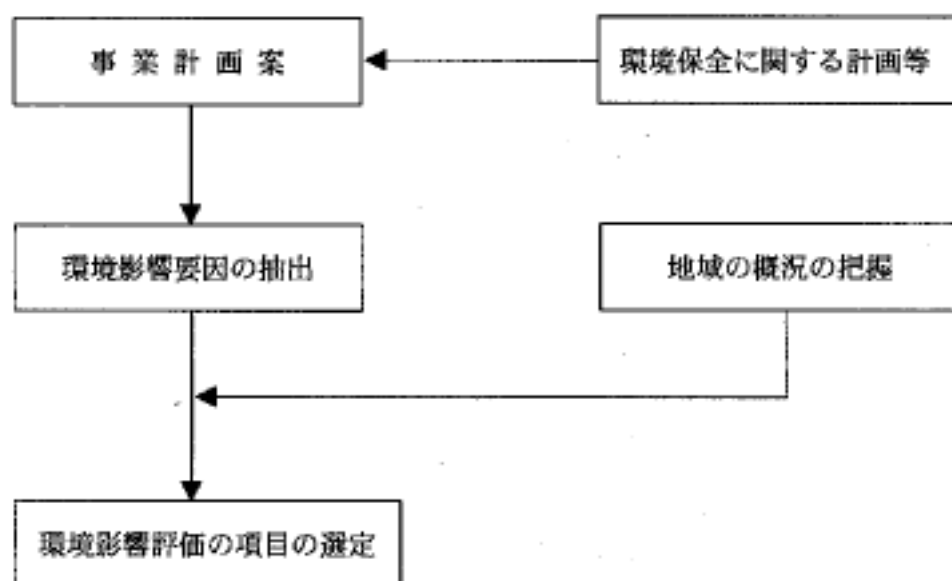 事業計画案
環境保全に関する計画等
環境影響要因の抽出
地域の概況の把握
環境影響評価の項目の選定